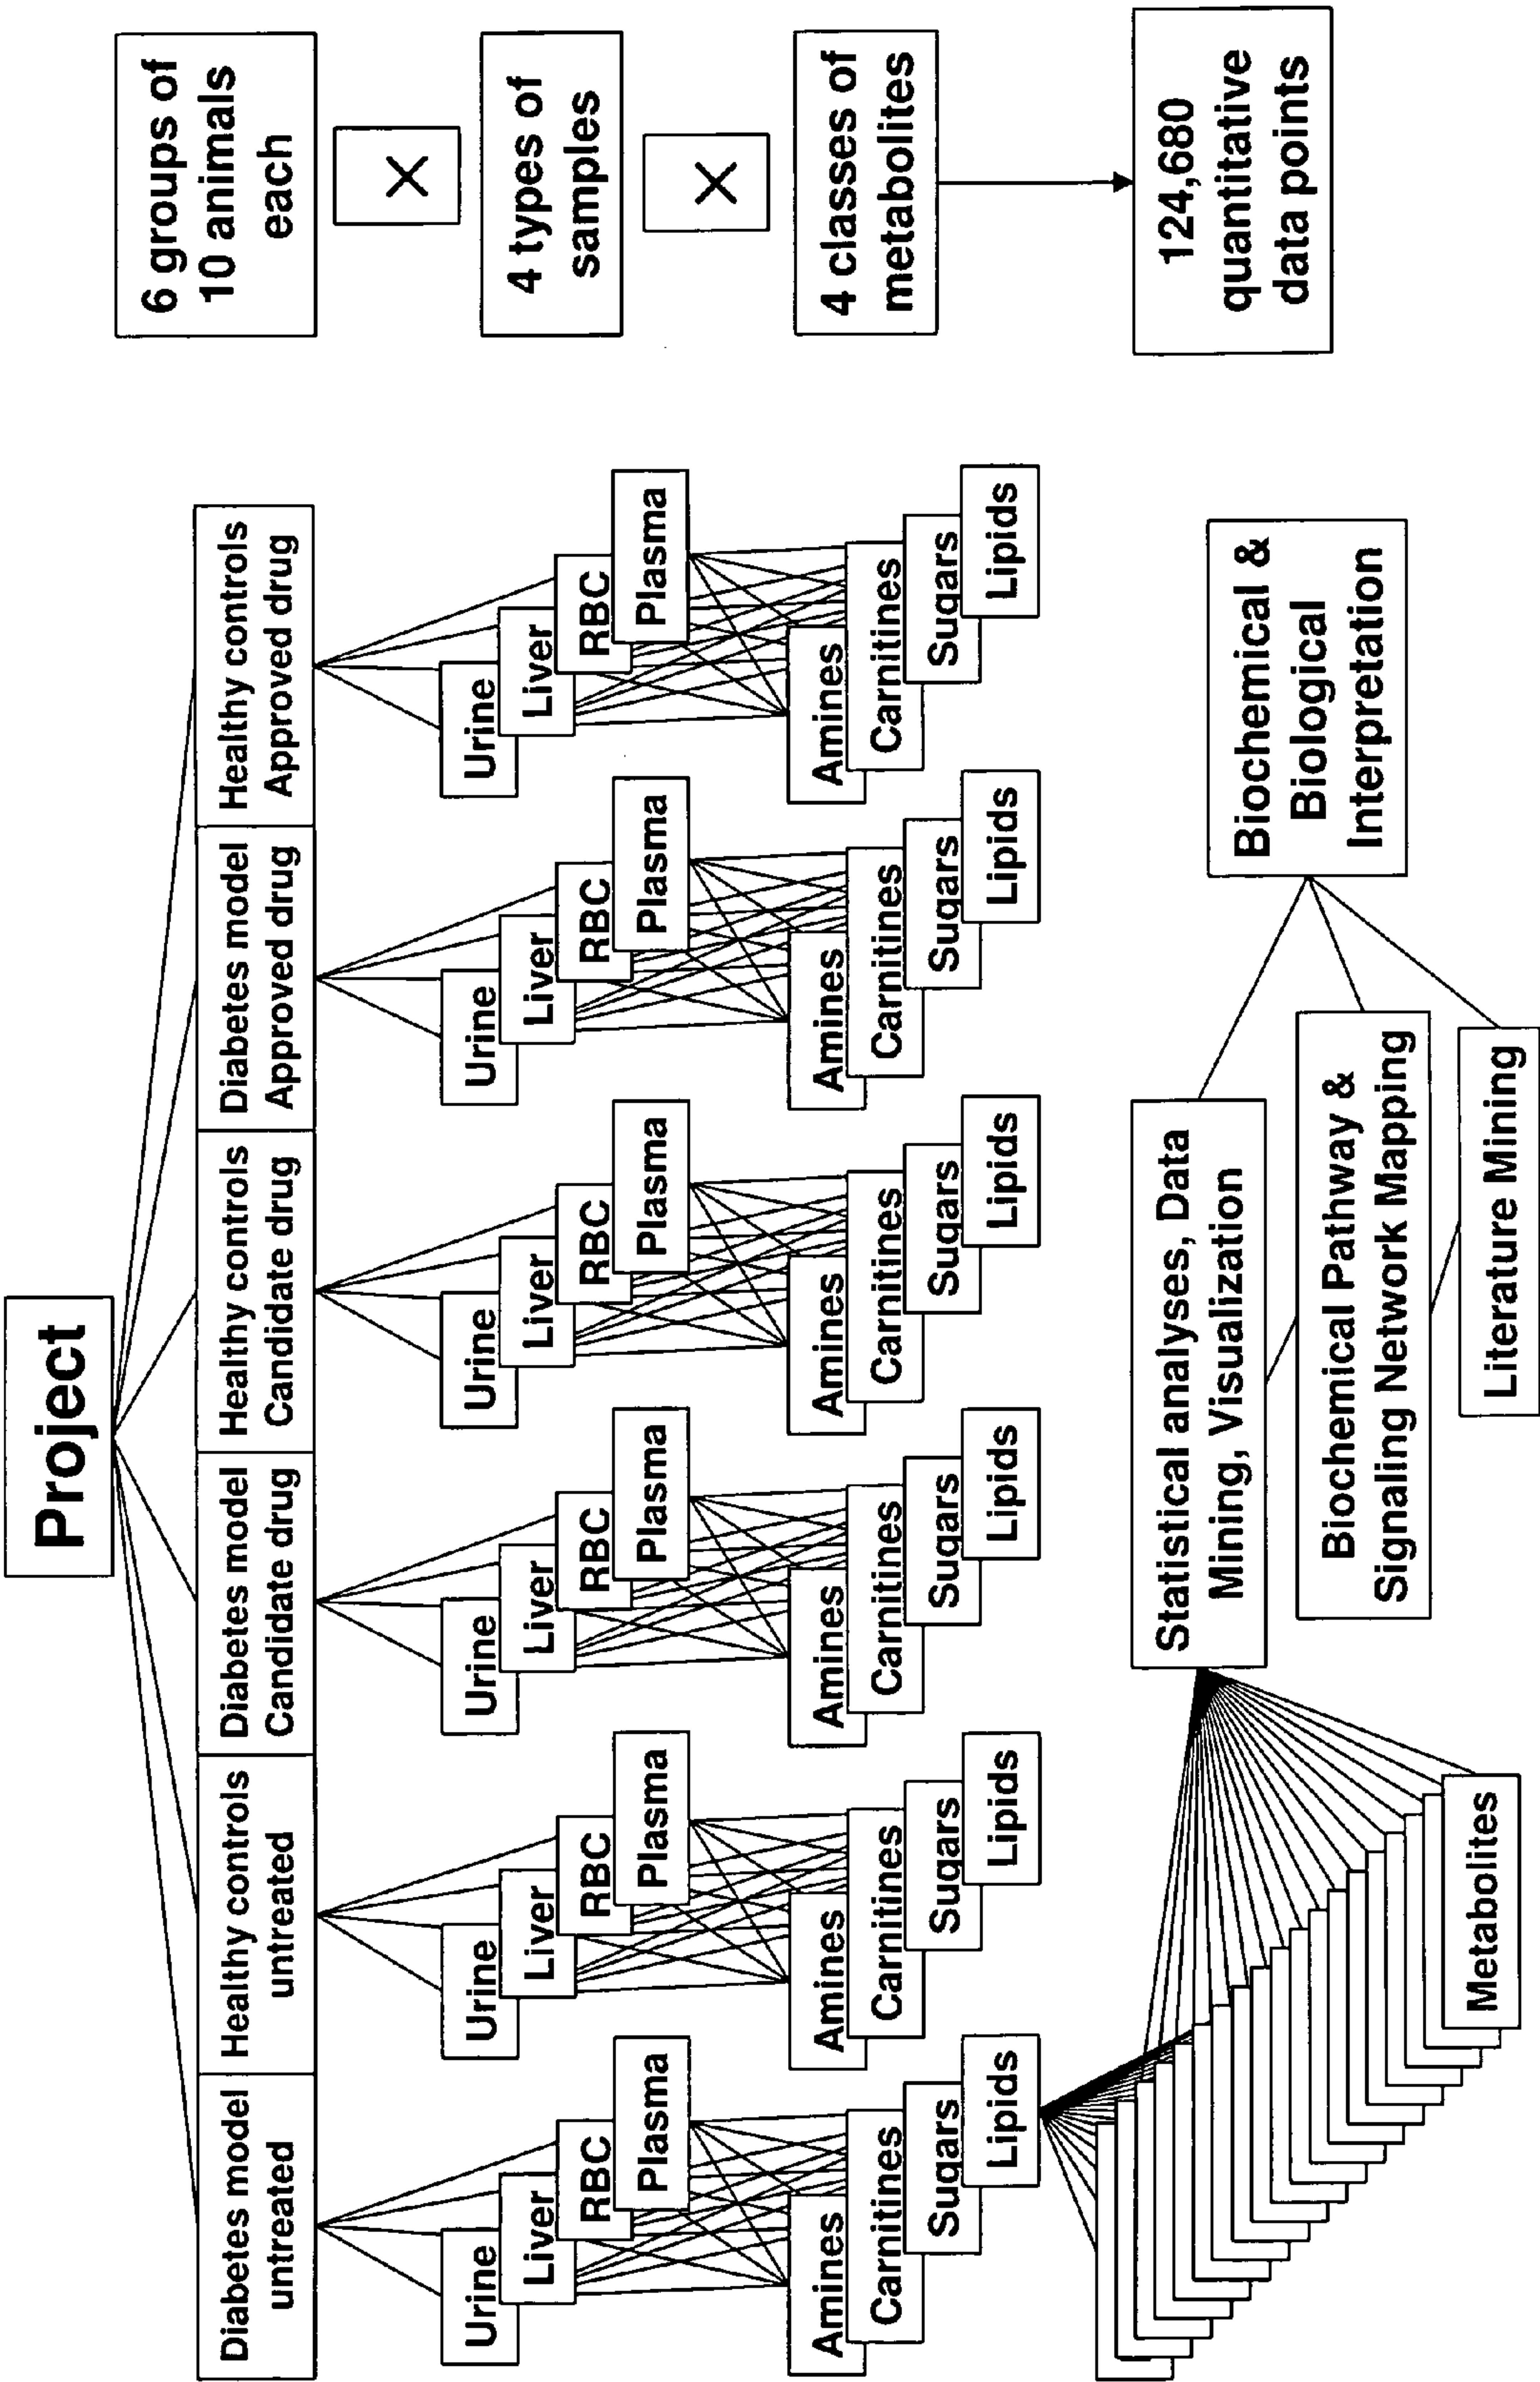 Project
Diabetes model
untreated
Healthy controls
untreated
Diabetes model
Candidate drug
Healthy controls
Candidate drug
Diabetes model
Approved drug
Healthy controls
Approved drug
Urine
Liver
RBC
Plasma
Urine
Liver
RBC
Plasma
Urine
Liver
RBC
Plasma
Urine
Liver
RBC
Plasma
Urine
Liver
RBC
Plasma
Urine
Liver
RBC
Plasma
Amines
Carnitines
Sugars
Lipids
Amines
Carnitines
Sugars
Lipids
Amines
Carnitines
Sugars
Lipids
Amines
Carnitines
Sugars
Lipids
Amines
Carnitines
Sugars
Lipids
Amines
Carnitines
Sugars
Lipids
Metabolites
Statistical analyses, Data
Mining, Visualization
Biochemical Pathway &
Signaling Network Mapping
Literature Mining
Biochemical &
Biological
Interpretation
6 groups of
10 animals
each
×
4 types of
samples
×
4 classes of
metabolites
124,680
quantitative
data points